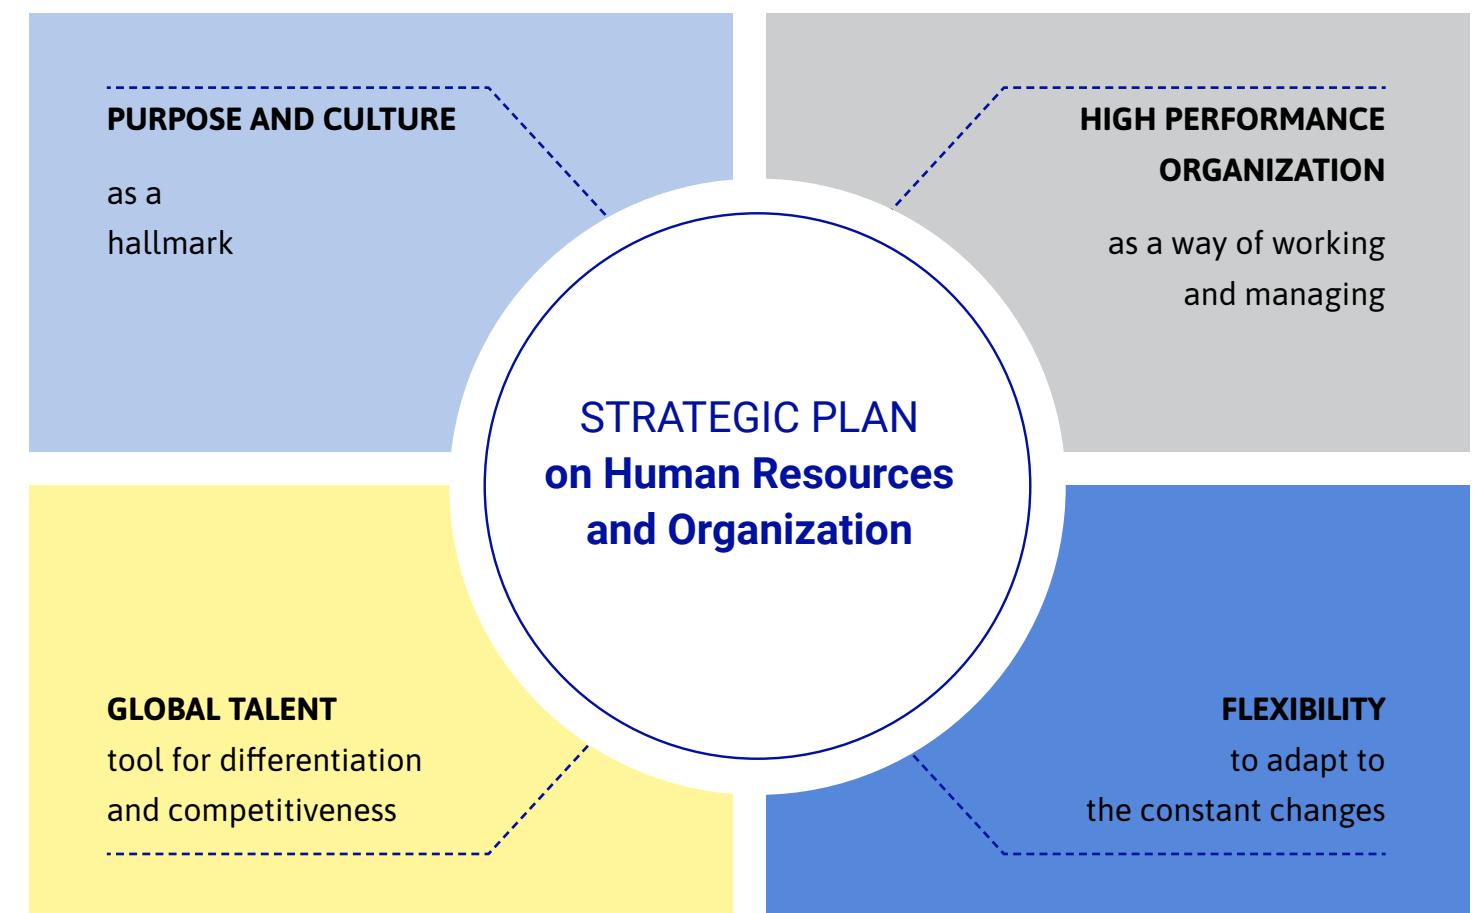 PURPOSE AND CULTURE
as a
hallmark
HIGH PERFORMANCE
ORGANIZATION
as a way of working
and managing
STRATEGIC PLAN
on Human Resources
and Organization
GLOBAL TALENT
tool for differentiation
and competitiveness
FLEXIBILITY
to adapt to
the constant changes